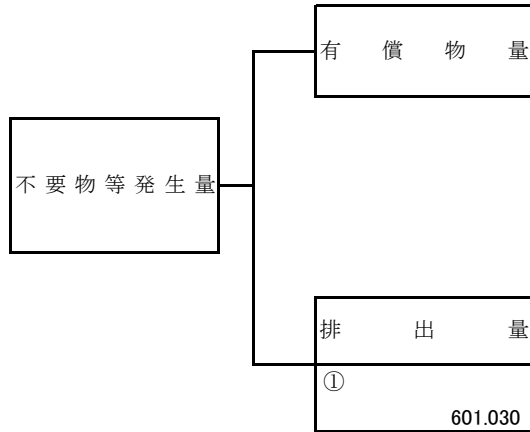 有償物量
不要物等発生量
排出量
①
601.030